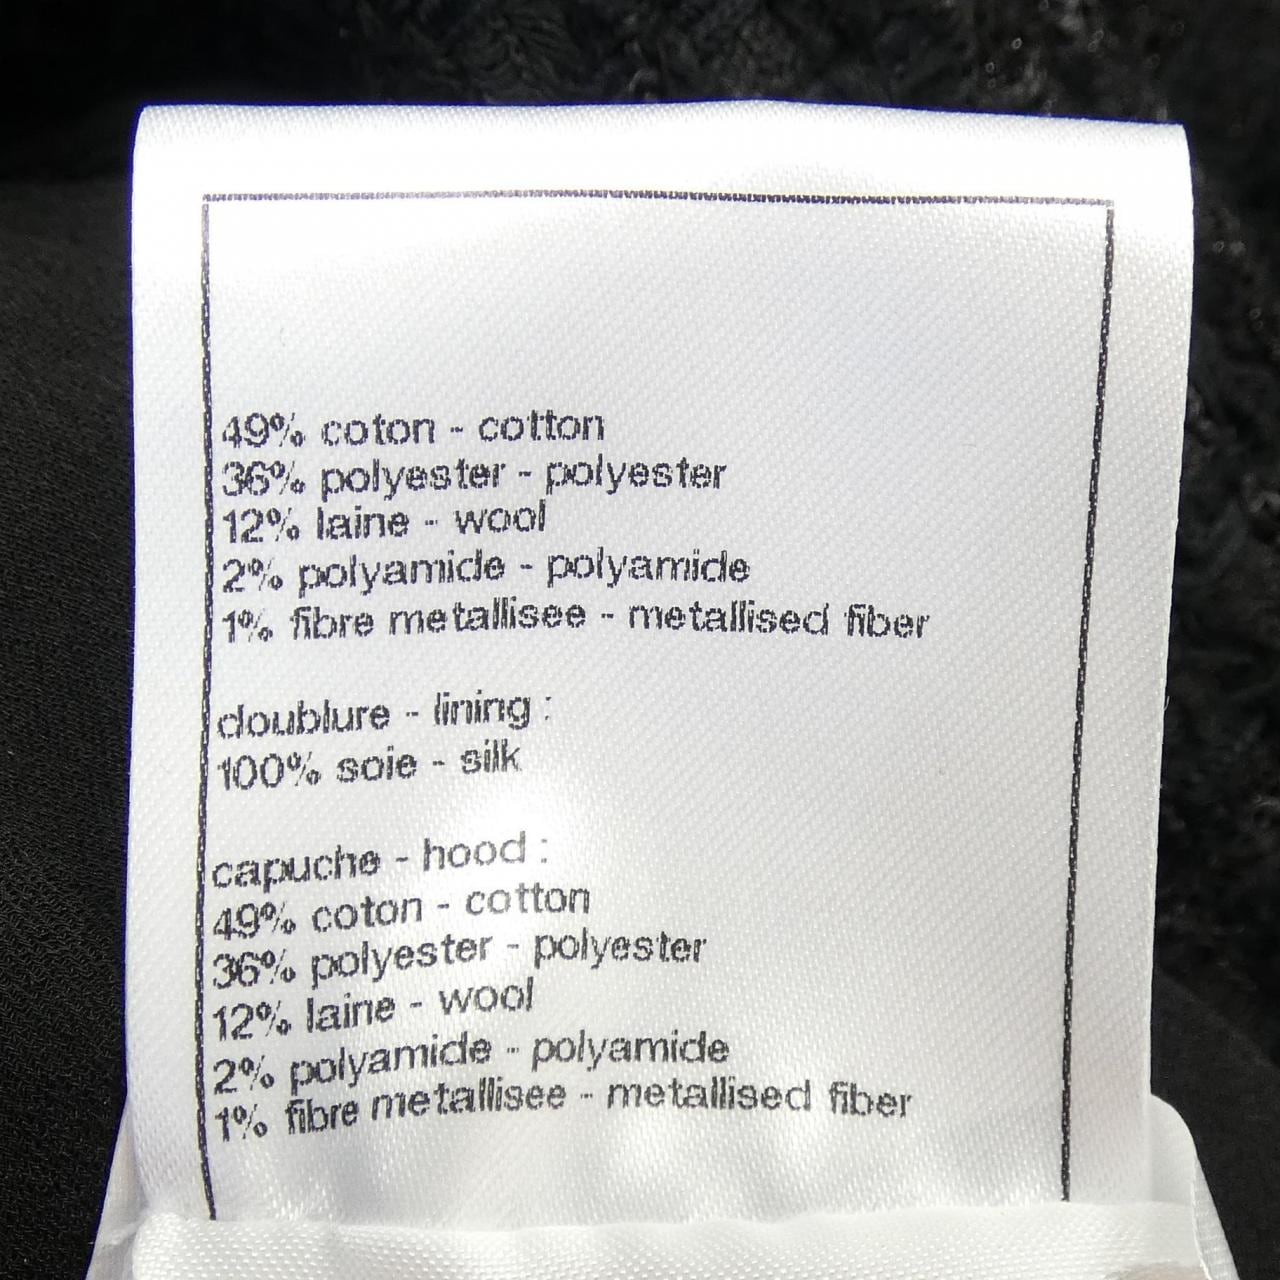 49% coton - cotton
36% polyester - polyester
12% laine - wool
2% polyamide - polyamide
1% fibre metallisee - metallised fiber
doublure - lining :
100% soie - silk
capuche - hood :
49% coton - cotton
36% polyester - polyester
12% laine - wool
2% polyamide - polyamide
1% fibre metallisee - metallised fiber